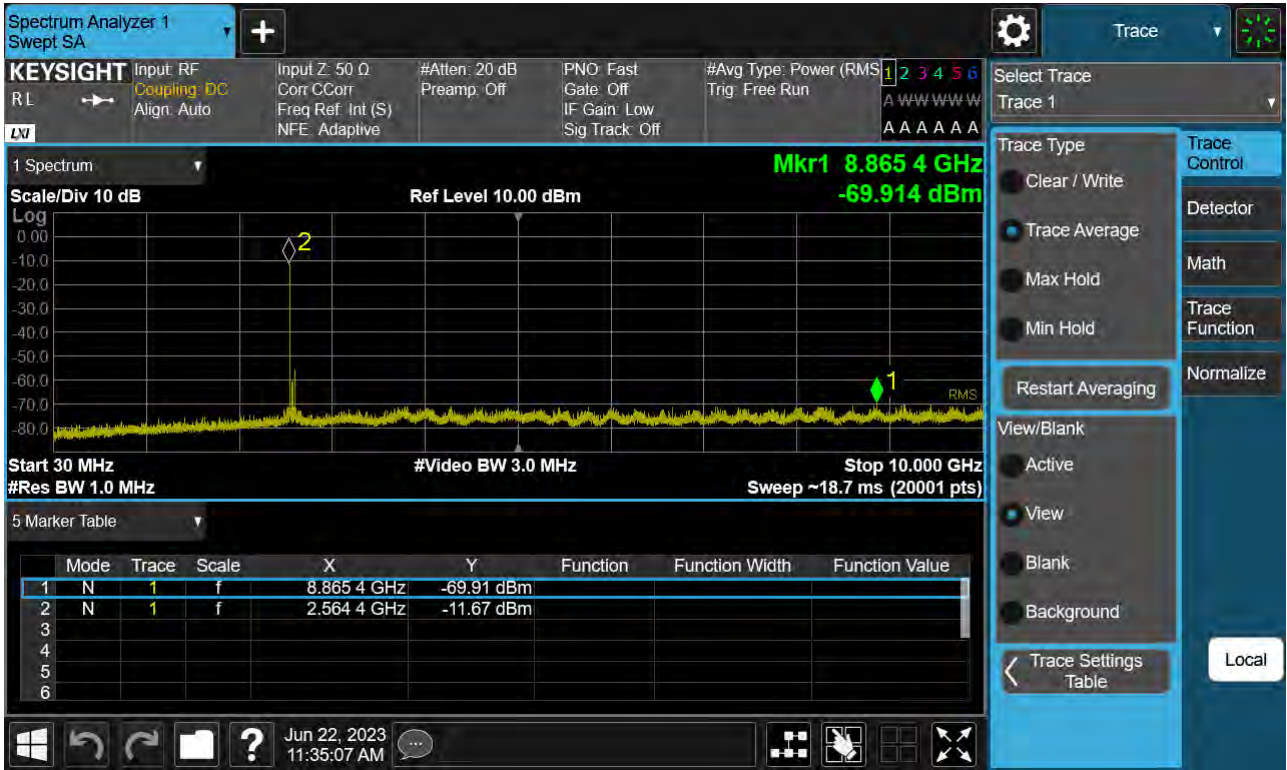 Spectrum Analyzer 1
Swept SA
+
Trace
KEYSIGHT
RL
LXI
Input: RF
Coupling: DC
Align: Auto
Input Z: 50 Ω
Corr CCorr
Freq Ref: Int (S)
NFE: Adaptive
#Atten: 20 dB
Preamp: Off
PNO: Fast
Gate: Off
IF Gain: Low
Sig Track: Off
#Avg Type: Power (RMS
Trig: Free Run
1 2 3 4 5 6
A W W W W W
A A A A A A
Select Trace
Trace 1
1 Spectrum
Mkr1 8.865 4 GHz
Scale/Div 10 dB
Ref Level 10.00 dBm
-69.914 dBm
Log
0.00
-10.0
-20.0
-30.0
-40.0
-50.0
-60.0
-70.0
-80.0
2
1
RMS
Start 30 MHz
#Video BW 3.0 MHz
Stop 10.000 GHz
#Res BW 1.0 MHz
Sweep ~18.7 ms (20001 pts)
5 Marker Table
Mode Trace Scale X Y Function Function Width Function Value
1 N 1 f 8.865 4 GHz -69.91 dBm
2 N 1 f 2.564 4 GHz -11.67 dBm
3
4
5
6
Trace Type
Clear / Write
Trace Average
Max Hold
Min Hold
Restart Averaging
View/Blank
Active
View
Blank
Background
Trace Settings
Table
Trace
Control
Detector
Math
Trace
Function
Normalize
Local
?
Jun 22, 2023
11:35:07 AM